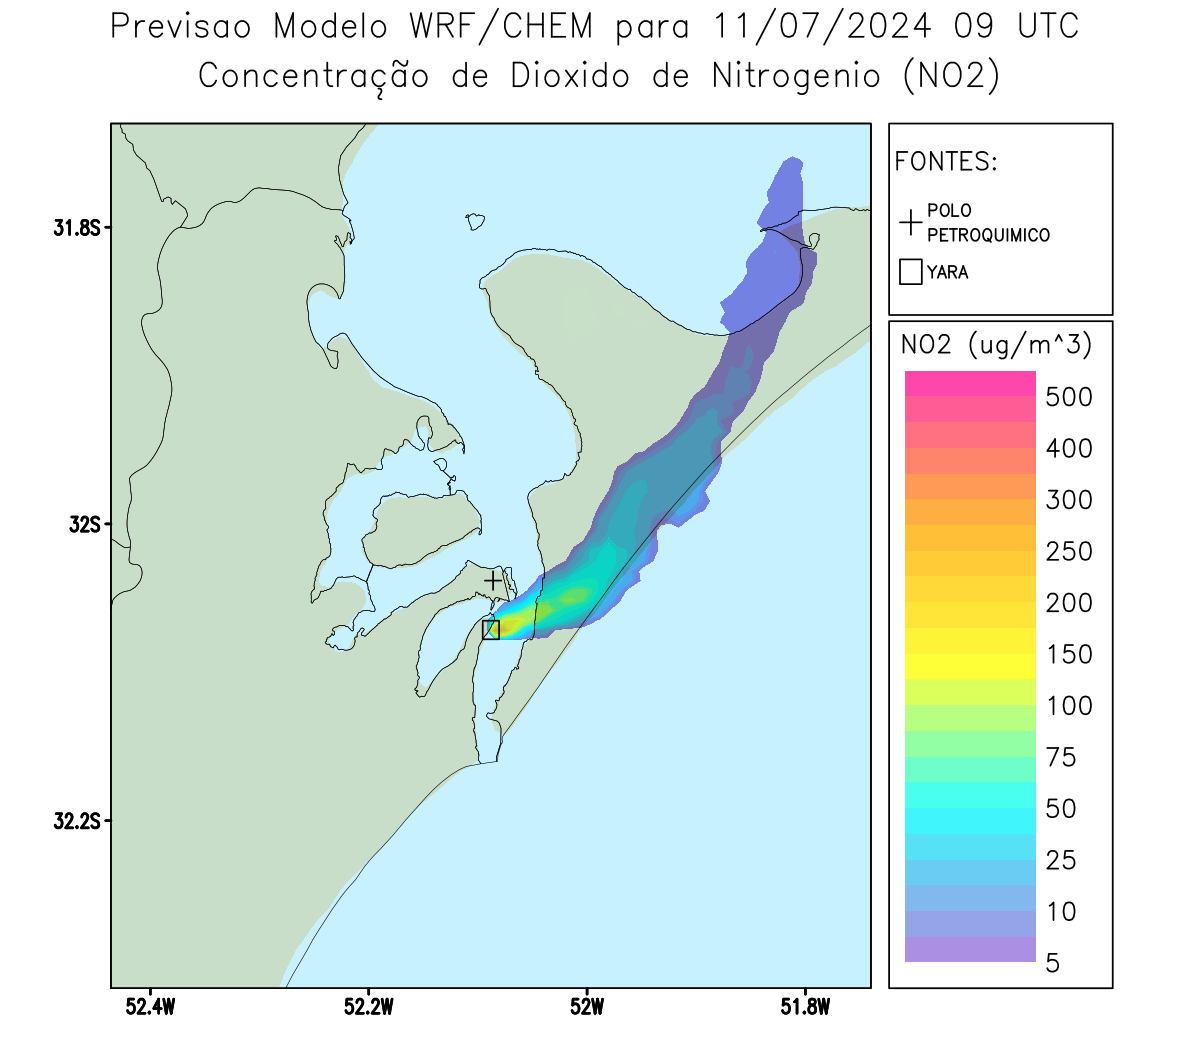 Previsao Modelo WRF/CHEM para 11/07/2024 09 UTC
Concentração de Dioxido de Nitrogenio (NO2)
FONTES:
POLO
PETROQUIMICO
YARA
NO2 (ug/m^3)
500
400
300
250
200
150
100
75
50
25
10
5
31.8S
32S
32.2S
52.4W
52.2W
52W
51.8W